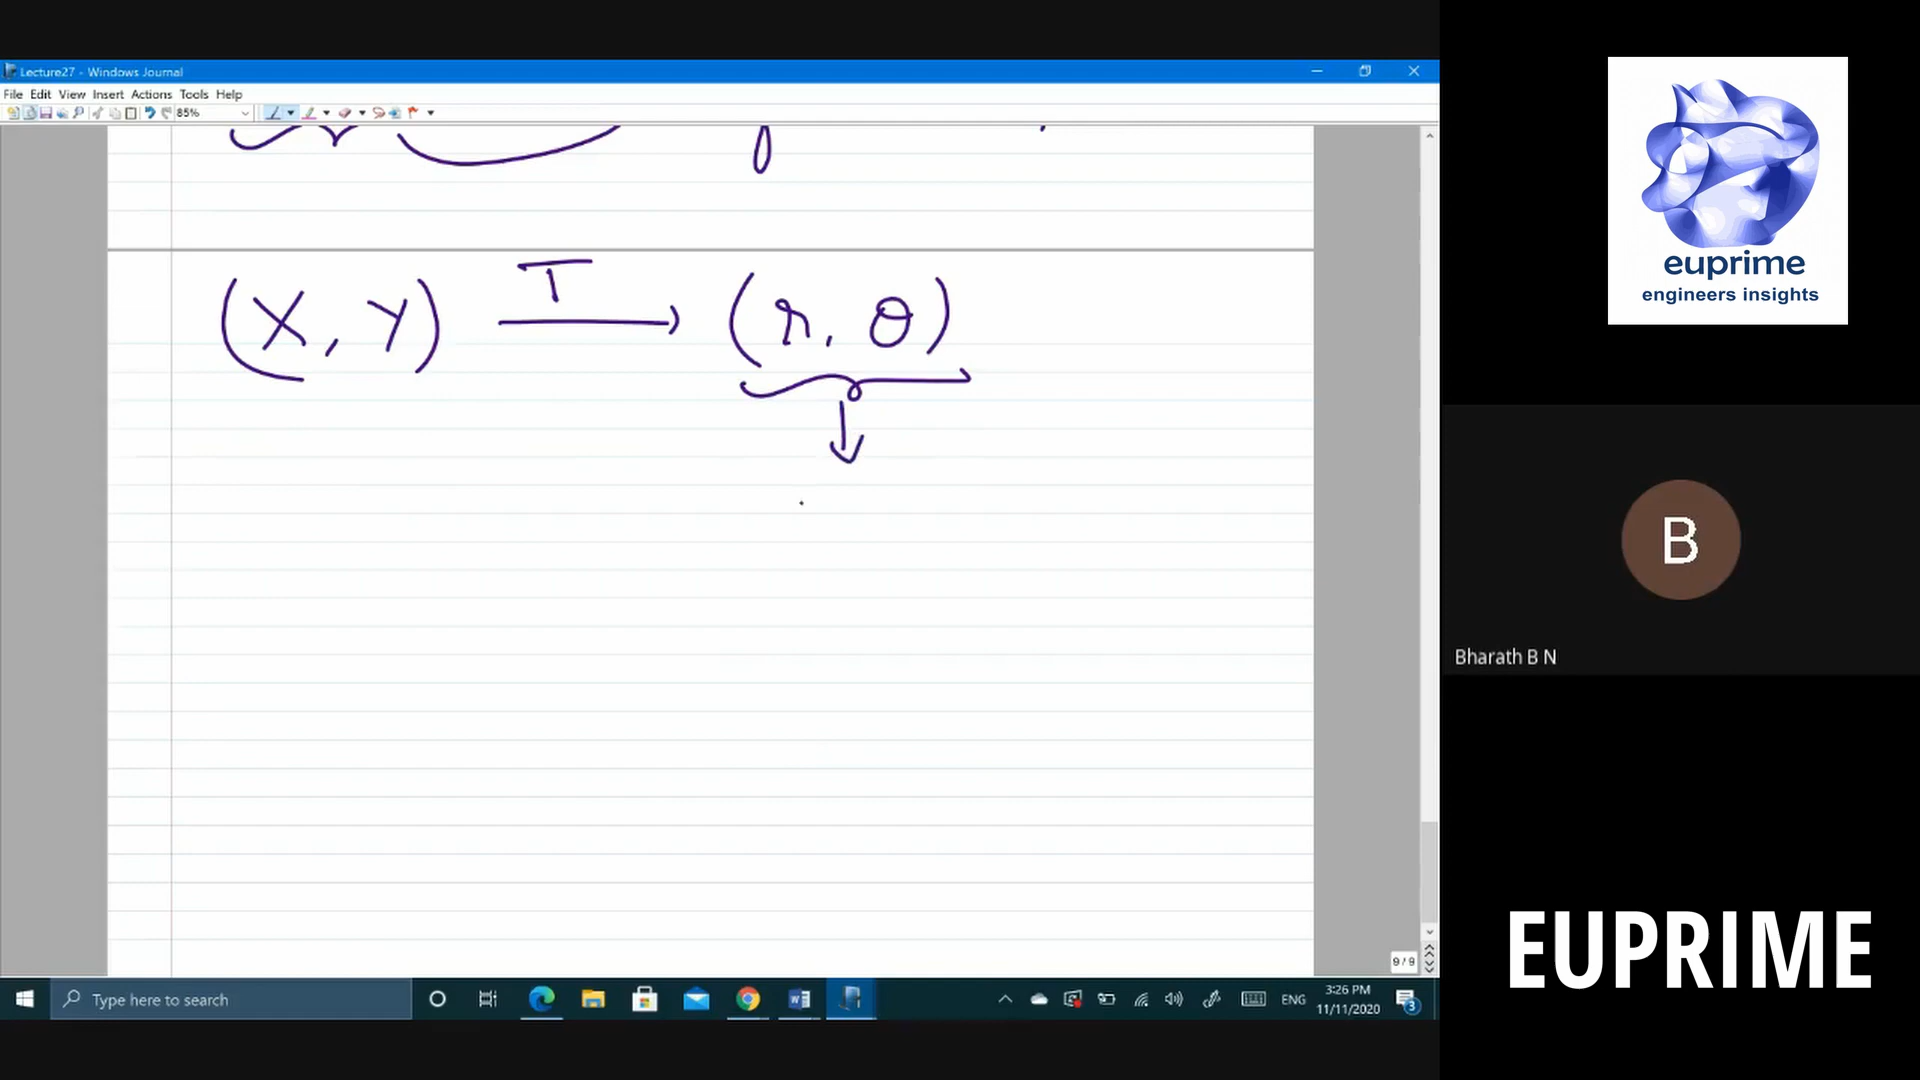 Lecture27 - Windows Journal
File Edit View Insert Actions Tools Help
85%
(X, Y) T → (r, θ)
9 / 9
Type here to search
ENG
3:26 PM
11/11/2020
3
euprime
engineers insights
B
Bharath B N
EUPRIME